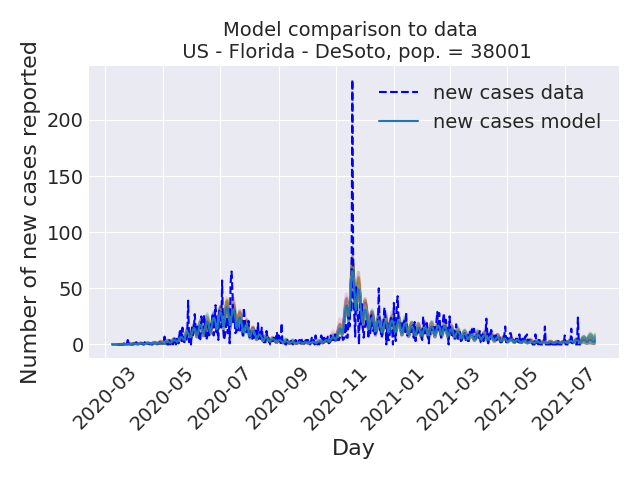 Model comparison to data
US - Florida - DeSoto, pop. = 38001
Number of new cases reported
200
150
100
50
0
new cases data
new cases model
2020-03
2020-05
2020-07
2020-09
2020-11
2021-01
2021-03
2021-05
2021-07
Day